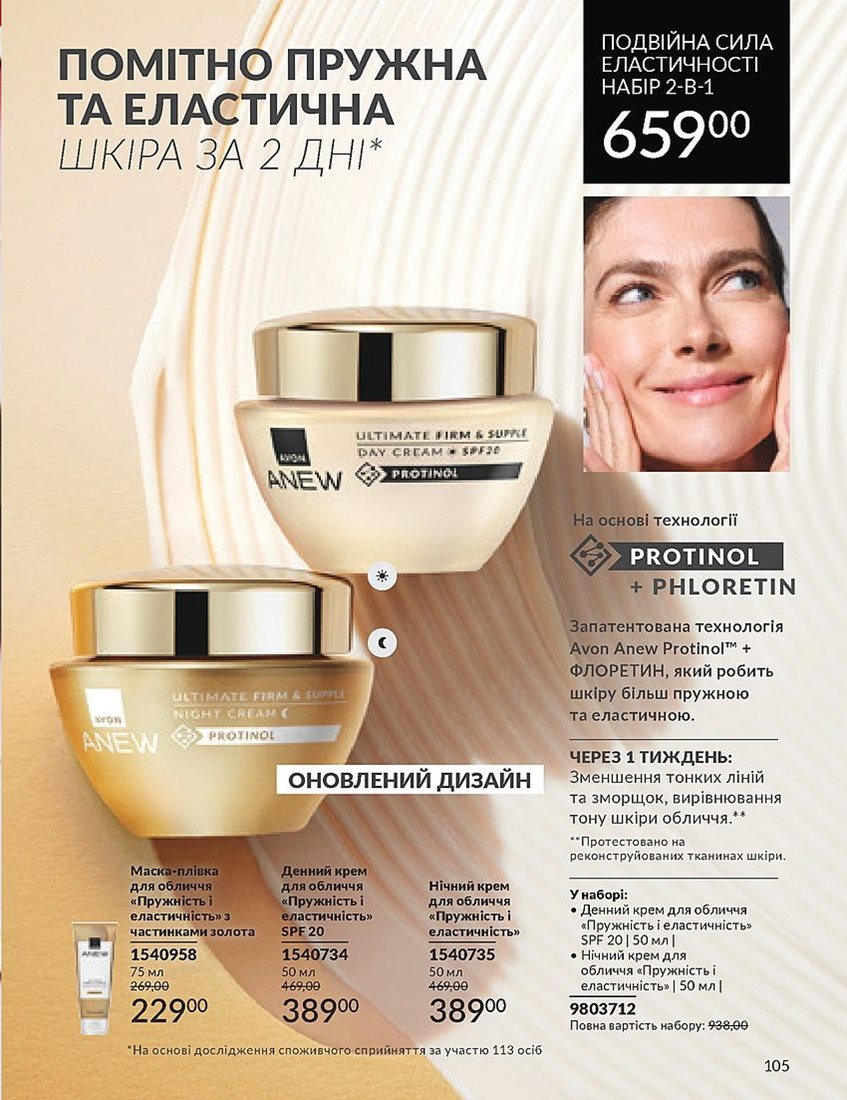 ПОМІТНО ПРУЖНА
ТА ЕЛАСТИЧНА
ШКІРА ЗА 2 ДНІ*
ПОДВІЙНА СИЛА
ЕЛАСТИЧНОСТІ
НАБІР 2-В-1
659⁰⁰
ULTIMATE FIRM & SUPPLE
DAY CREAM SPF20
AVON
ANEW
PROTINOL
ULTIMATE FIRM & SUPPLE
NIGHT CREAM
AVON
ANEW
PROTINOL
ОНОВЛЕНИЙ ДИЗАЙН
На основі технології
PROTINOL
+ PHLORETIN
Запатентована технологія
Avon Anew Protinol™ +
ФЛОРЕТИН, який робить
шкіру більш пружною
та еластичною.
ЧЕРЕЗ 1 ТИЖДЕНЬ:
Зменшення тонких ліній
та зморщок, вирівнювання
тону шкіри обличчя.**
**Протестовано на
реконструйованих тканинах шкіри.
ANEW
Маска-плівка
для обличчя
«Пружність і
еластичність» з
частинками золота
1540958
75 мл
269,00
229⁰⁰
Денний крем
для обличчя
«Пружність і
еластичність»
SPF 20
1540734
50 мл
469,00
389⁰⁰
Нічний крем
для обличчя
«Пружність і
еластичність»
1540735
50 мл
469,00
389⁰⁰
У наборі:
• Денний крем для обличчя
«Пружність і еластичність»
SPF 20 | 50 мл |
• Нічний крем для
обличчя «Пружність і
еластичність» | 50 мл |
9803712
Повна вартість набору: 938,00
*На основі дослідження споживчого сприйняття за участю 113 осіб
105